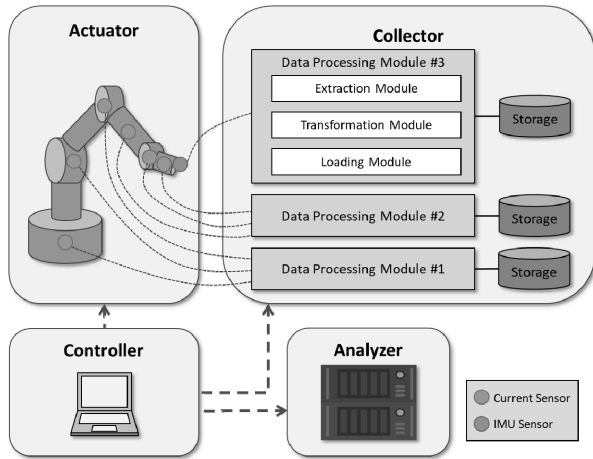 Actuator
Collector
Data Processing Module #3
Extraction Module
Transformation Module
Loading Module
Storage
Data Processing Module #2
Storage
Data Processing Module #1
Storage
Controller
Analyzer
Current Sensor
IMU Sensor